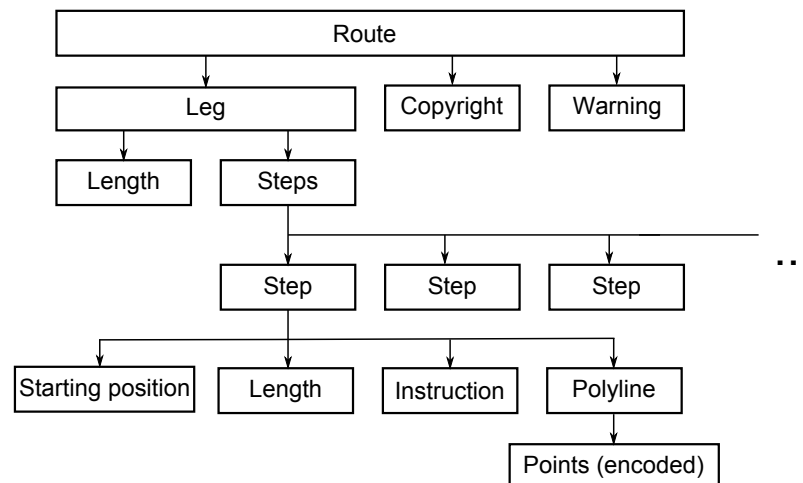 Route
Leg
Copyright
Warning
Length
Steps
Step
Step
Step
..
Starting position
Length
Instruction
Polyline
Points (encoded)